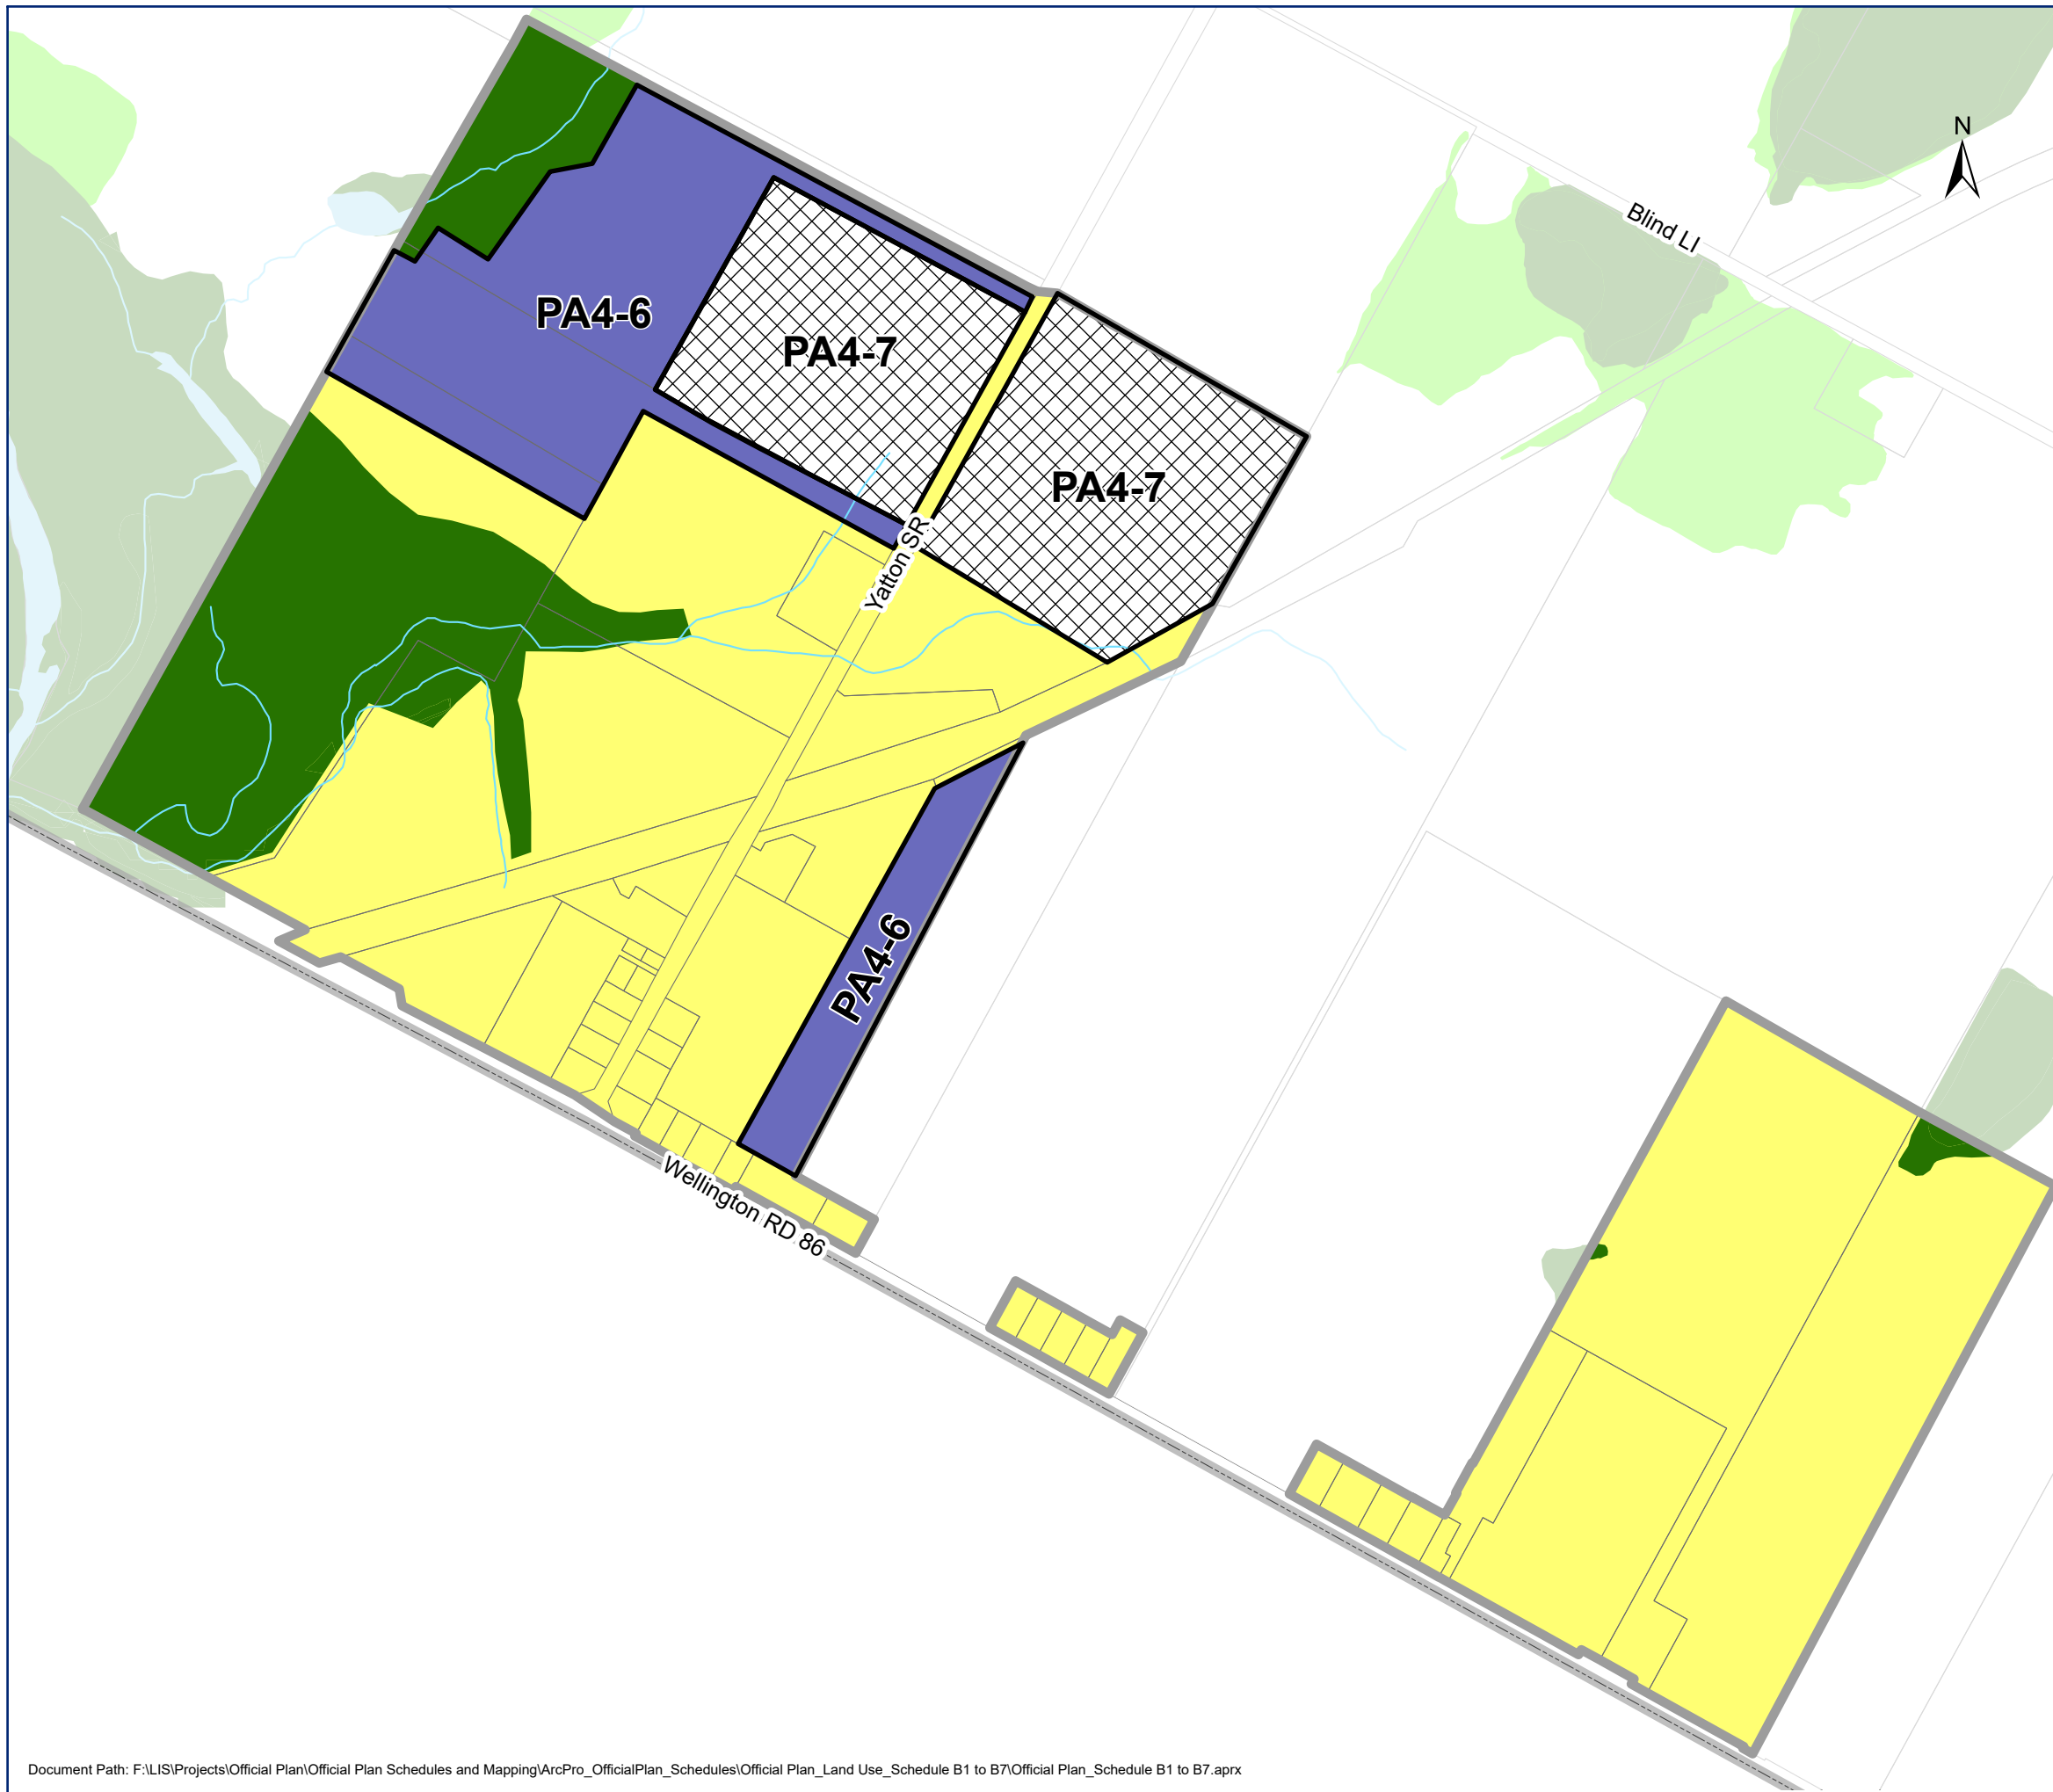 N
Blind LI
PA4-6
PA4-7
PA4-7
Yatton SR
PA4-6
Wellington RD 86
Document Path: F:\LIS\Projects\Official Plan\Official Plan Schedules and Mapping\ArcPro_OfficialPlan_Schedules\Official Plan_Land Use_Schedule B1 to B7\Official Plan_Schedule B1 to B7.aprx